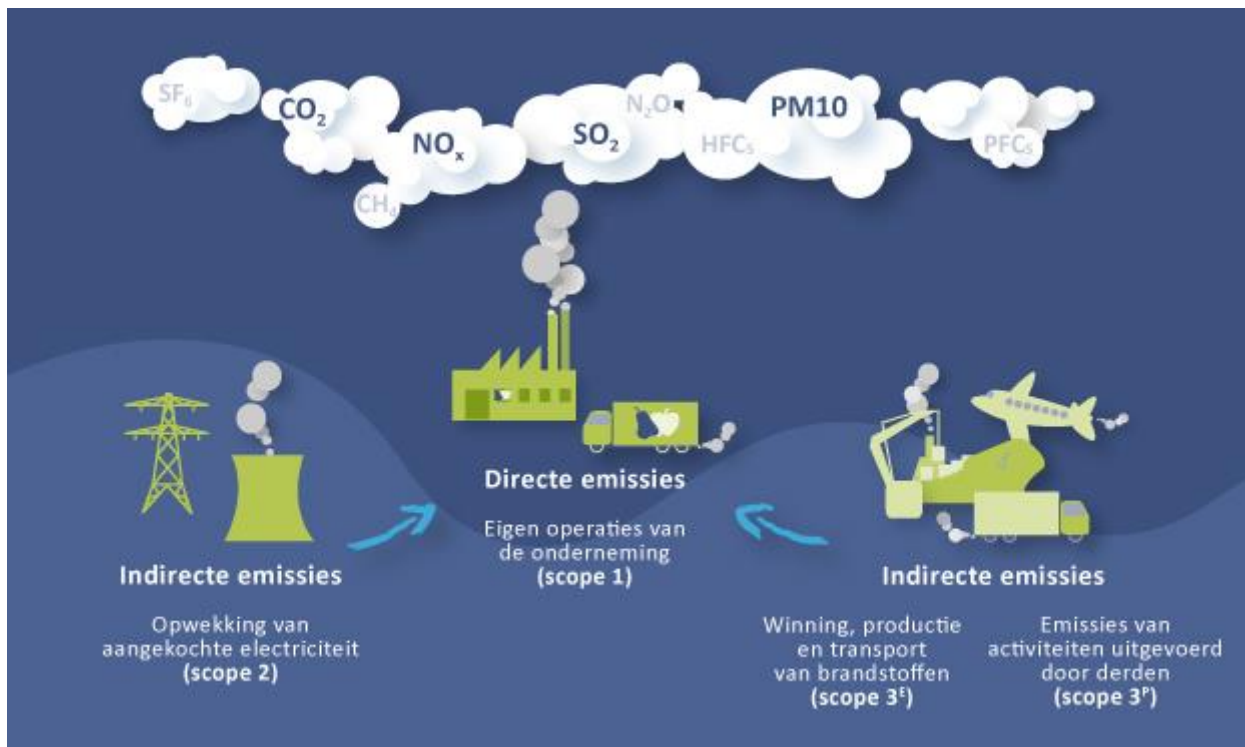 SF₆
CO₂
NOₓ
CH₄
SO₂
N₂O
HFCs
PM10
PFCs
Directe emissies
Eigen operaties van
de onderneming
(scope 1)
Indirecte emissies
Opwekking van
aangekochte electriciteit
(scope 2)
Indirecte emissies
Winning, productie
en transport
van brandstoffen
(scope 3ᴱ)
Emissies van
activiteiten uitgevoerd
door derden
(scope 3ᴾ)